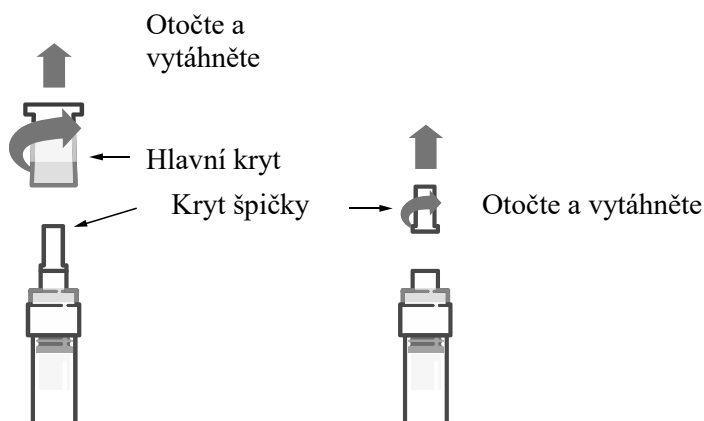 Otočte a
vytáhněte
Hlavní kryt
Kryt špičky
Otočte a vytáhněte